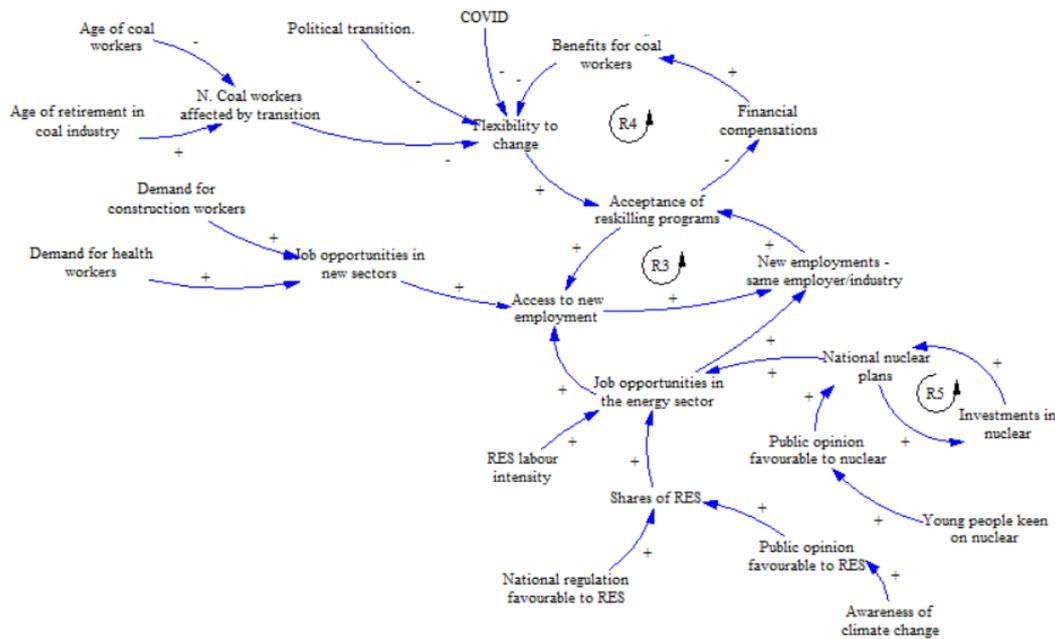 COVID
Age of coal
workers
Political transition.
Benefits for coal
workers
-
-
-
-
-
+
N. Coal workers
affected by transition
Age of retirement in
coal industry
+
Flexibility to
change
R4
Financial
compensations
-
-
+
Acceptance of
reskilling programs
Demand for
construction workers
+
Demand for health
workers
+
Job opportunities in
new sectors
+
+
R3
+
New employments -
same employer/industry
Access to new
employment
+
+
+
+
Job opportunities in
the energy sector
National nuclear
plans
+
R5
+
+
Investments in
nuclear
RES labour
intensity
+
+
Public opinion
favourable to nuclear
Shares of RES
+
+
Young people keen
on nuclear
National regulation
favourable to RES
+
Public opinion
favourable to RES
+
Awareness of
climate change